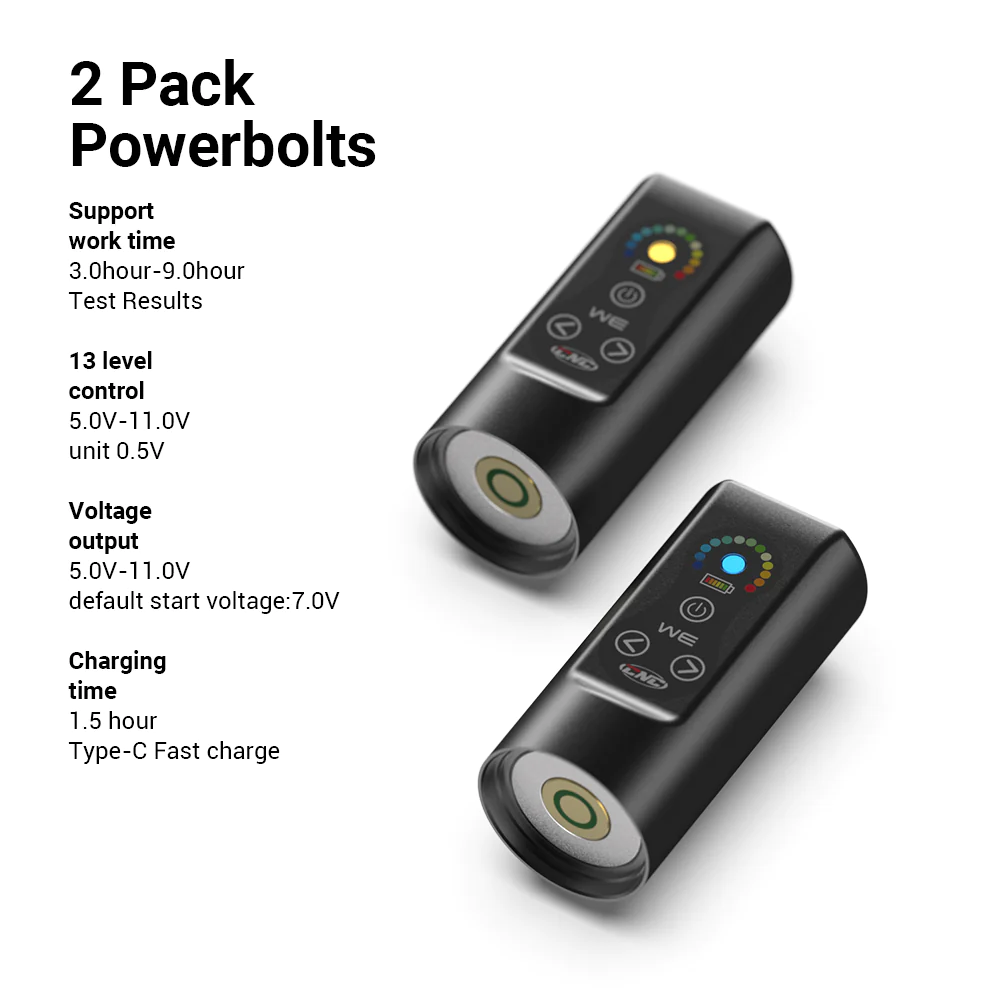 2 Pack
Powerbolts
Support
work time
3.0hour-9.0hour
Test Results
13 level
control
5.0V-11.0V
unit 0.5V
Voltage
output
5.0V-11.0V
default start voltage:7.0V
Charging
time
1.5 hour
Type-C Fast charge
WE
CNC
WE
CNC